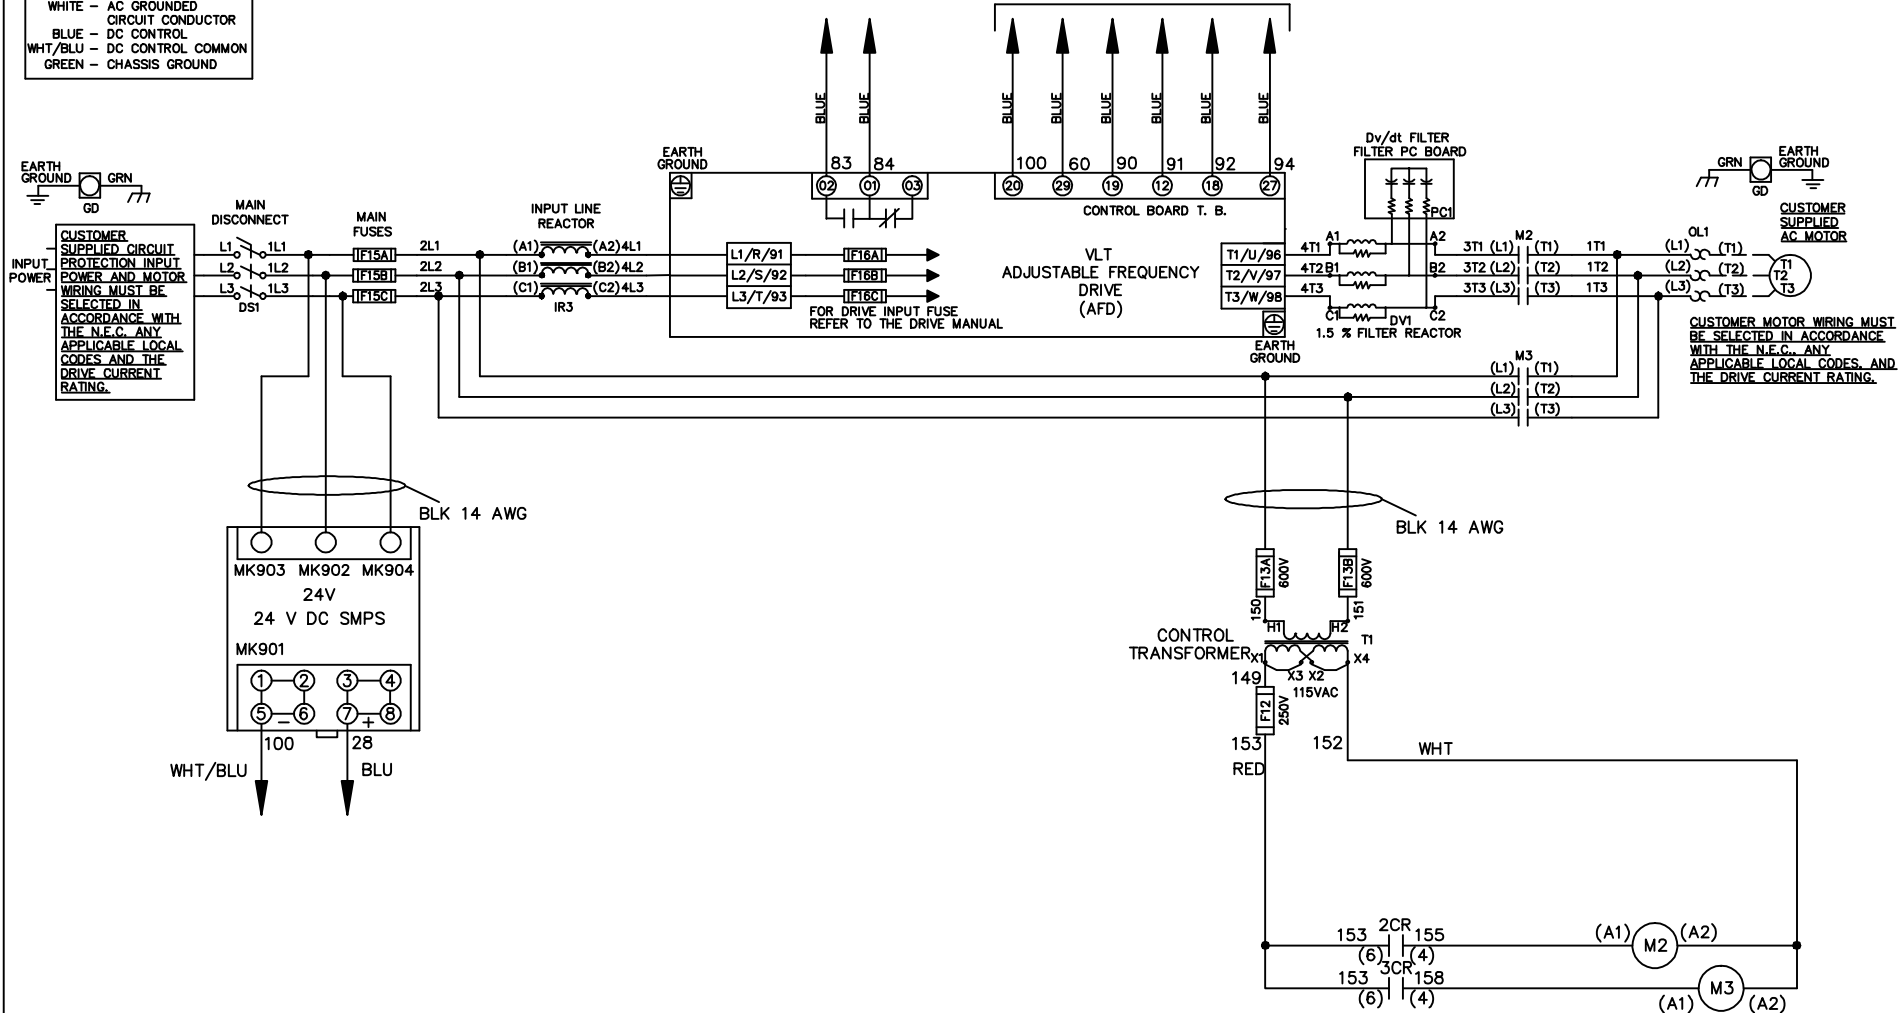 WHITE – AC GROUNDED
CIRCUIT CONDUCTOR
BLUE – DC CONTROL
WHT/BLU – DC CONTROL COMMON
GREEN – CHASSIS GROUND
BLUE
BLUE
BLUE
BLUE
BLUE
BLUE
BLUE
BLUE
EARTH
GROUND
GRN
GD
INPUT
POWER
CUSTOMER
SUPPLIED CIRCUIT
PROTECTION INPUT
POWER AND MOTOR
WIRING MUST BE
SELECTED IN
ACCORDANCE WITH
THE N.E.C. ANY
APPLICABLE LOCAL
CODES AND THE
DRIVE CURRENT
RATING.
MAIN
DISCONNECT
L1 1L1
L2 1L2
L3 1L3
DS1
MAIN
FUSES
F15A
F15B
F15C
2L1
2L2
2L3
INPUT LINE
REACTOR
(A1) (A2) 4L1
(B1) (B2) 4L2
(C1) (C2) 4L3
IR3
EARTH
GROUND
83 84
02 01 03
100 60 90 91 92 94
20 29 19 12 18 27
CONTROL BOARD T. B.
L1/R/91
L2/S/92
L3/T/93
F16A
F16B
F16C
FOR DRIVE INPUT FUSE
REFER TO THE DRIVE MANUAL
VLT
ADJUSTABLE FREQUENCY
DRIVE
(AFD)
T1/U/96
T2/V/97
T3/W/98
EARTH
GROUND
Dv/dt FILTER
FILTER PC BOARD
PC1
4T1 A1 A2
4T2 B1 B2
4T3 C1 C2
DV1
1.5 % FILTER REACTOR
M2
3T1 (L1) (T1) 1T1
3T2 (L2) (T2) 1T2
3T3 (L3) (T3) 1T3
M3
(L1) (T1)
(L2) (T2)
(L3) (T3)
OL1
(L1) (T1)
(L2) (T2)
(L3) (T3)
T1
T2
T3
GRN
EARTH
GROUND
GD
CUSTOMER
SUPPLIED
AC MOTOR
CUSTOMER MOTOR WIRING MUST
BE SELECTED IN ACCORDANCE
WITH THE N.E.C., ANY
APPLICABLE LOCAL CODES, AND
THE DRIVE CURRENT RATING.
BLK 14 AWG
MK903 MK902 MK904
24V
24 V DC SMPS
MK901
1 2 3 4
5 – 6 7 + 8
100 28
WHT/BLU BLU
BLK 14 AWG
F13A 600V
F13B 600V
150 151
H1 H2
CONTROL
TRANSFORMER
T1
X1 X4
X3 X2
149
115VAC
F12 250V
153 152
RED
WHT
2CR
153 155
(6) (4)
(A1) M2 (A2)
3CR
153 158
(6) (4)
(A1) M3 (A2)